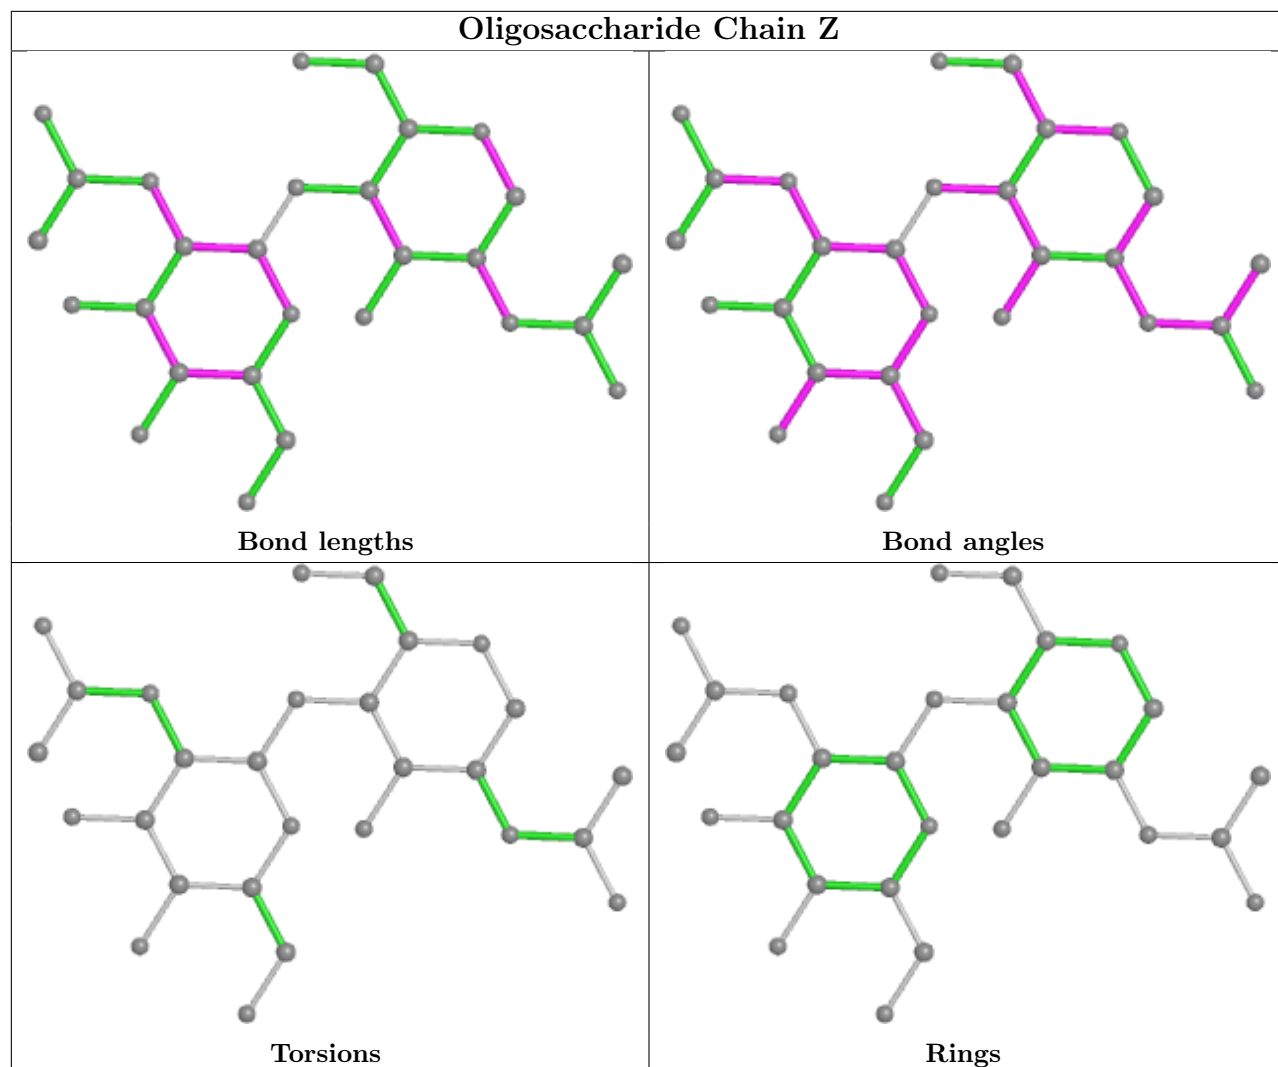 Oligosaccharide Chain Z
Bond lengths
Bond angles
Torsions
Rings